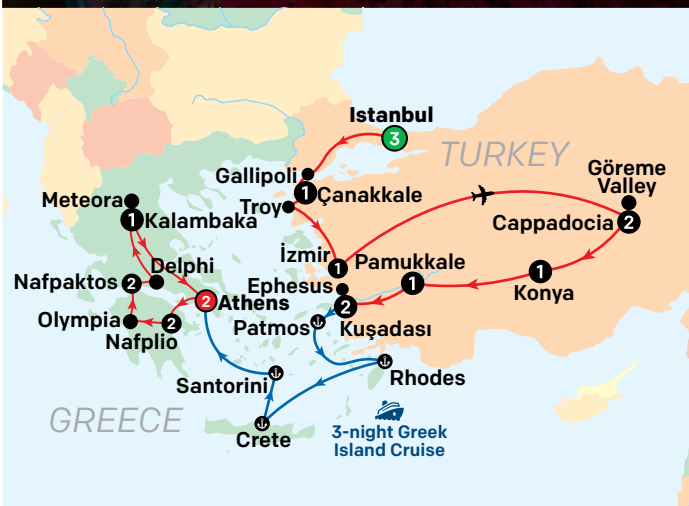 Istanbul
3
TURKEY
Gallipoli
1
Çanakkale
Göreme
Valley
Meteora
Troy
Cappadocia
2
1
Kalambaka
İzmir
1
Pamukkale
1
1
Konya
Delphi
Nafpaktos
2
Ephesus
2
Athens
2
Kuşadası
Patmos
Olympia
2
Nafplio
Santorini
Rhodes
GREECE
Crete
3-night Greek
Island Cruise